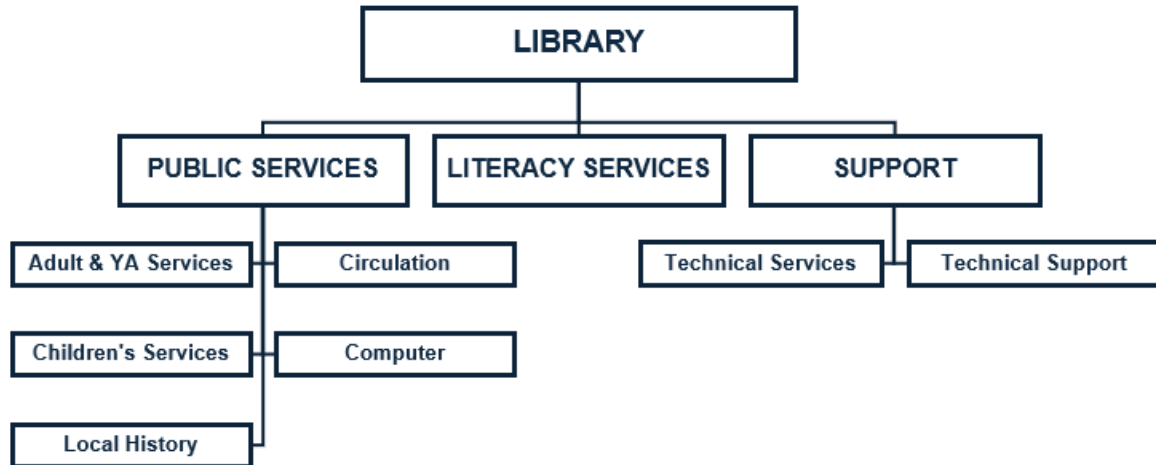 LIBRARY
PUBLIC SERVICES
LITERACY SERVICES
SUPPORT
Adult & YA Services
Circulation
Technical Services
Technical Support
Children's Services
Computer
Local History